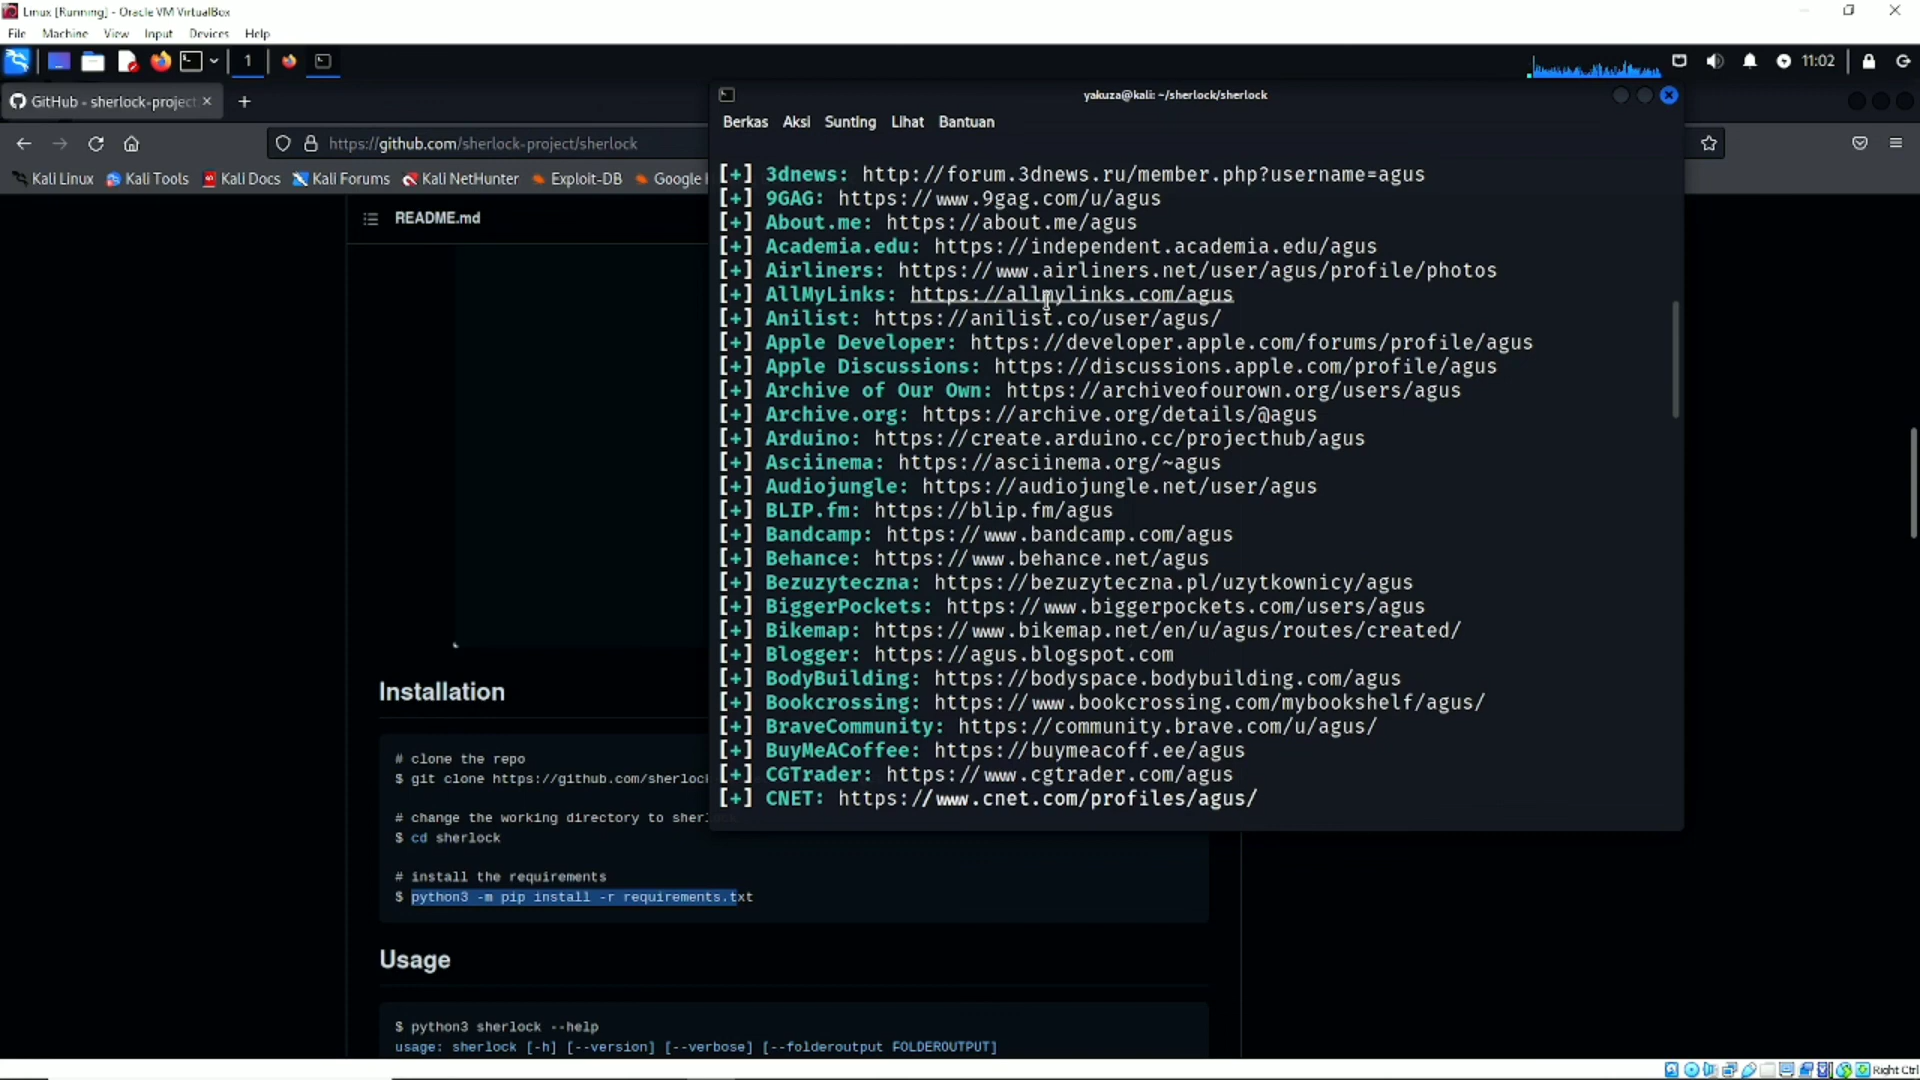 Linux [Running] - Oracle VM VirtualBox
File Machine View Input Devices Help
1
11:02
GitHub - sherlock-project
https://github.com/sherlock-project/sherlock
Kali Linux Kali Tools Kali Docs Kali Forums Kali NetHunter Exploit-DB Google
README.md
yakuza@kali: ~/sherlock/sherlock
Berkas Aksi Sunting Lihat Bantuan
[+] 3dnews: http://forum.3dnews.ru/member.php?username=agus
[+] 9GAG: https://www.9gag.com/u/agus
[+] About.me: https://about.me/agus
[+] Academia.edu: https://independent.academia.edu/agus
[+] Airliners: https://www.airliners.net/user/agus/profile/photos
[+] AllMyLinks: https://allmylinks.com/agus
[+] Anilist: https://anilist.co/user/agus/
[+] Apple Developer: https://developer.apple.com/forums/profile/agus
[+] Apple Discussions: https://discussions.apple.com/profile/agus
[+] Archive of Our Own: https://archiveofourown.org/users/agus
[+] Archive.org: https://archive.org/details/@agus
[+] Arduino: https://create.arduino.cc/projecthub/agus
[+] Asciinema: https://asciinema.org/~agus
[+] Audiojungle: https://audiojungle.net/user/agus
[+] BLIP.fm: https://blip.fm/agus
[+] Bandcamp: https://www.bandcamp.com/agus
[+] Behance: https://www.behance.net/agus
[+] Bezuzyteczna: https://bezuzyteczna.pl/uzytkownicy/agus
[+] BiggerPockets: https://www.biggerpockets.com/users/agus
[+] Bikemap: https://www.bikemap.net/en/u/agus/routes/created/
[+] Blogger: https://agus.blogspot.com
[+] BodyBuilding: https://bodyspace.bodybuilding.com/agus
[+] Bookcrossing: https://www.bookcrossing.com/mybookshelf/agus/
[+] BraveCommunity: https://community.brave.com/u/agus/
[+] BuyMeACoffee: https://buymeacoff.ee/agus
[+] CGTrader: https://www.cgtrader.com/agus
[+] CNET: https://www.cnet.com/profiles/agus/
Installation
# clone the repo
$ git clone https://github.com/sherloc
# change the working directory to sherlock
$ cd sherlock
# install the requirements
$ python3 -m pip install -r requirements.txt
Usage
$ python3 sherlock --help
usage: sherlock [-h] [--version] [--verbose] [--folderoutput FOLDEROUTPUT]
Right Ctrl